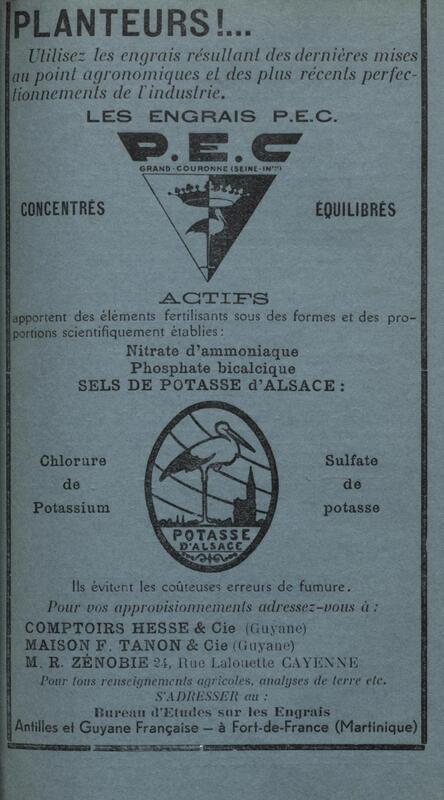 PLANTEURS!...
Utilisez les engrais résultant des dernières mises
au point agronomiques et des plus récents perfec-
tionnements de l'industrie.
LES ENGRAIS P.E.C.
P.E.C
GRAND-COURONNE (SEINE-INFre)
CONCENTRÉS
ÉQUILIBRÉS
ACTIFS
apportent des éléments fertilisants sous des formes et des pro-
portions scientifiquement établies :
Nitrate d'ammoniaque
Phosphate bicalcique
SELS DE POTASSE d'ALSACE :
Chlorure
de
Potassium
POTASSE
D'ALSACE
Sulfate
de
potasse
Ils évitent les coûteuses erreurs de fumure.
Pour vos approvisionnements adressez-vous à :
COMPTOIRS HESSE & Cie (Guyane)
MAISON F. TANON & Cie (Guyane)
M. R. ZÉNOBIE 24, Rue Lalouette CAYENNE
Pour tous renseignements agricoles, analyses de terre etc.
S'ADRESSER au :
Bureau d'Etudes sur les Engrais
Antilles et Guyane Française – à Fort-de-France (Martinique)